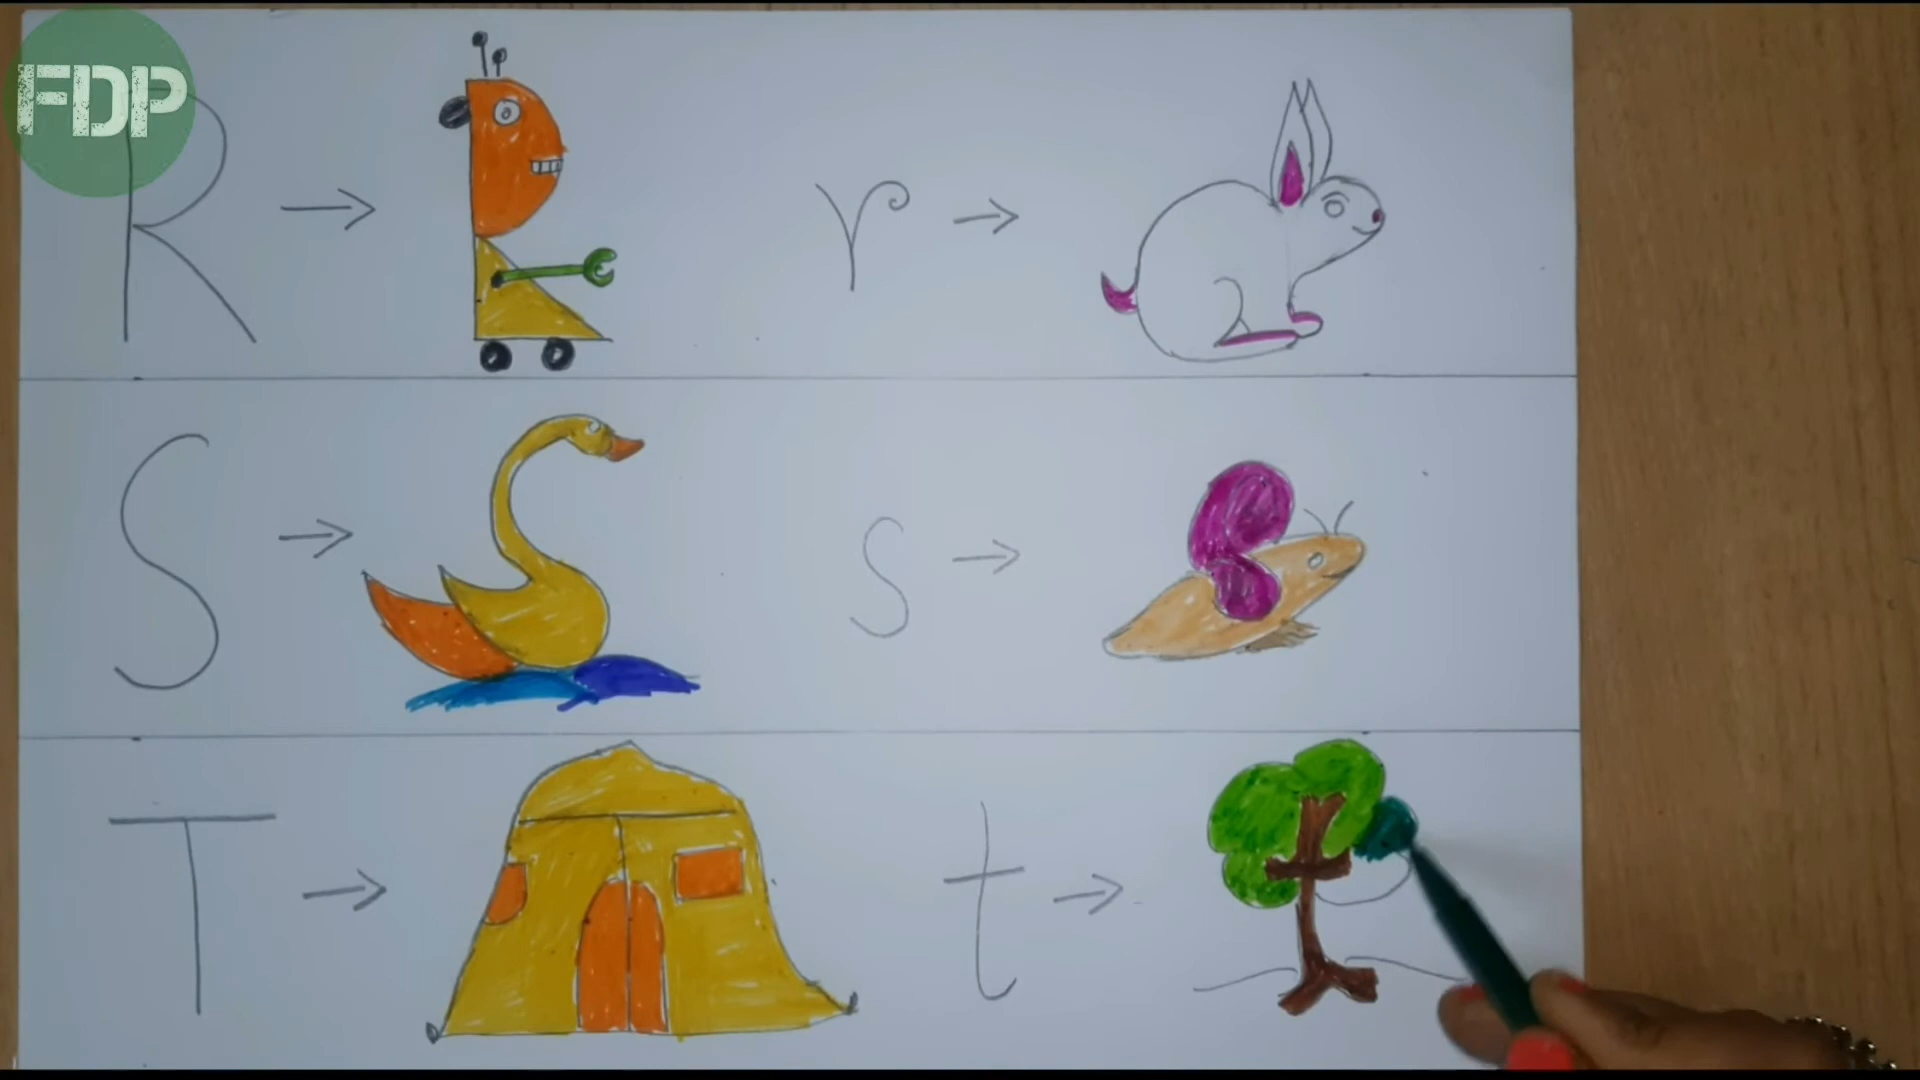 FDP
R → r →
S → s →
T → t →